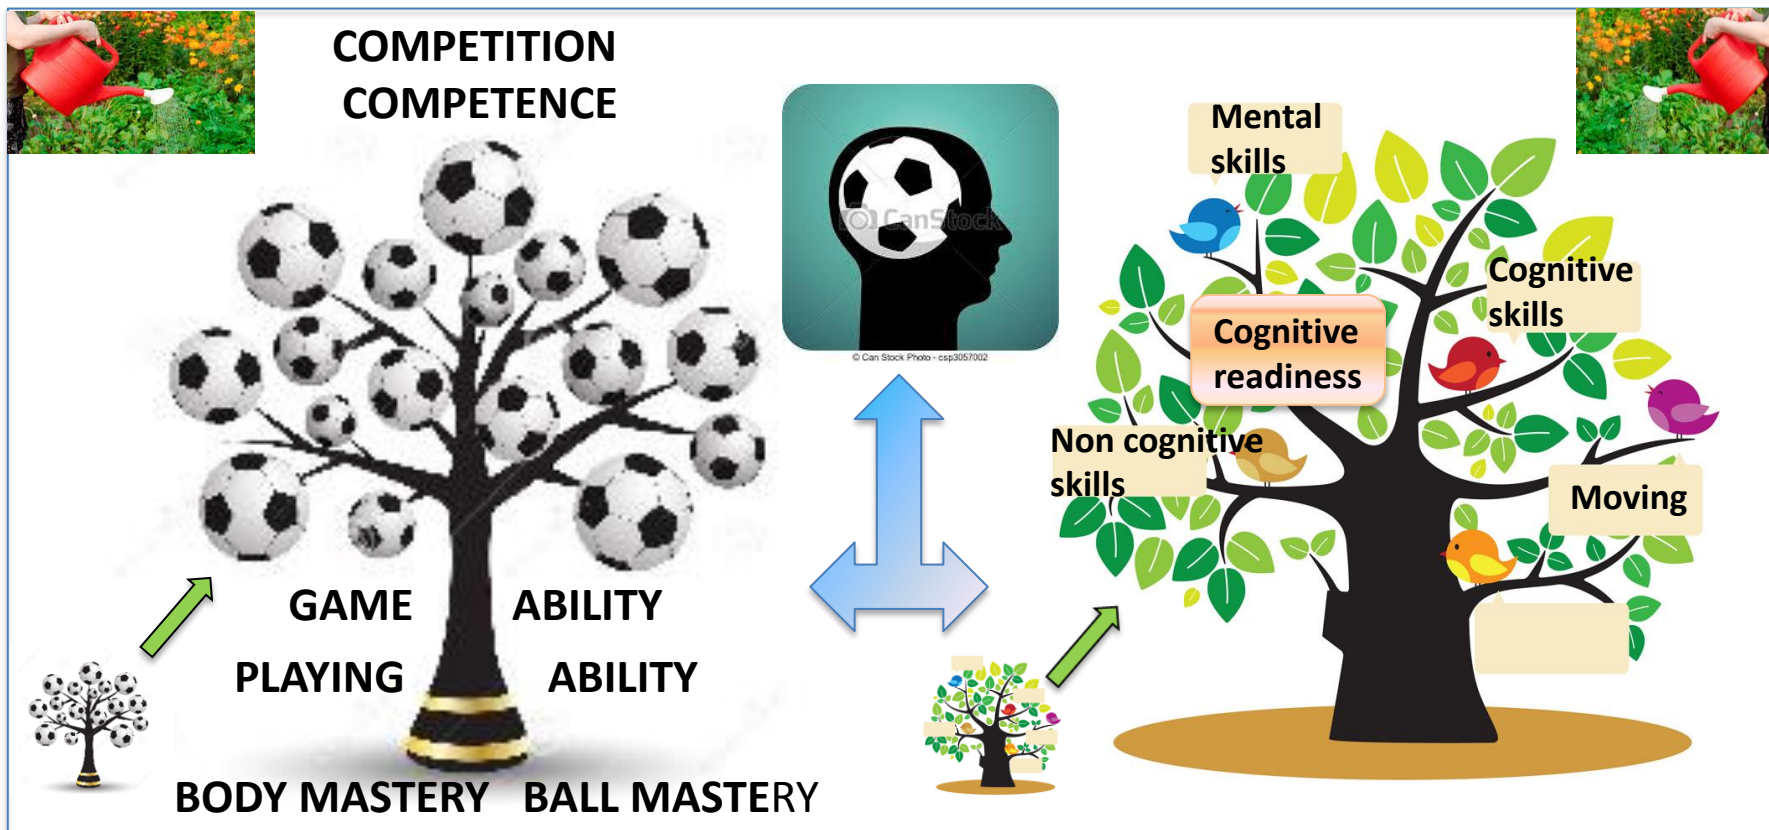 COMPETITION
COMPETENCE
GAME ABILITY
PLAYING ABILITY
BODY MASTERY BALL MASTERY
CanStock
© Can Stock Photo - csp3057002
Mental
skills
Cognitive
skills
Cognitive
readiness
Non cognitive
skills
Moving